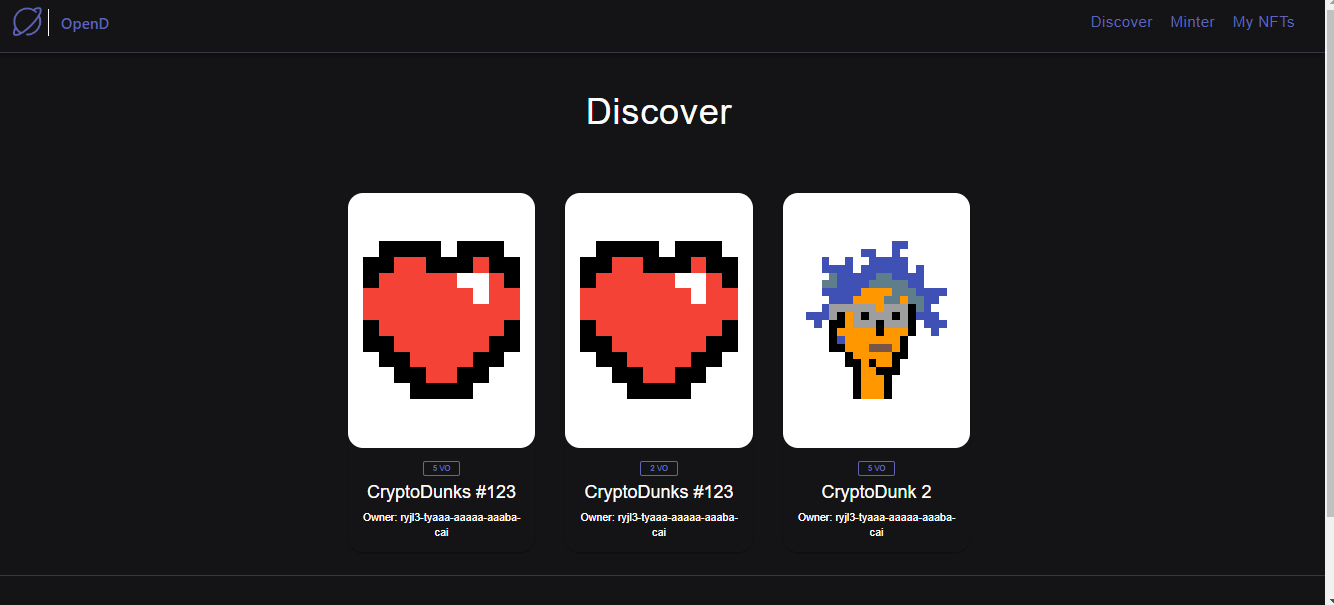 OpenD
Discover Minter My NFTs
Discover
5 VO
CryptoDunks #123
Owner: ryjl3-tyaaa-aaaaa-aaaba-
cai
2 VO
CryptoDunks #123
Owner: ryjl3-tyaaa-aaaaa-aaaba-
cai
5 VO
CryptoDunk 2
Owner: ryjl3-tyaaa-aaaaa-aaaba-
cai